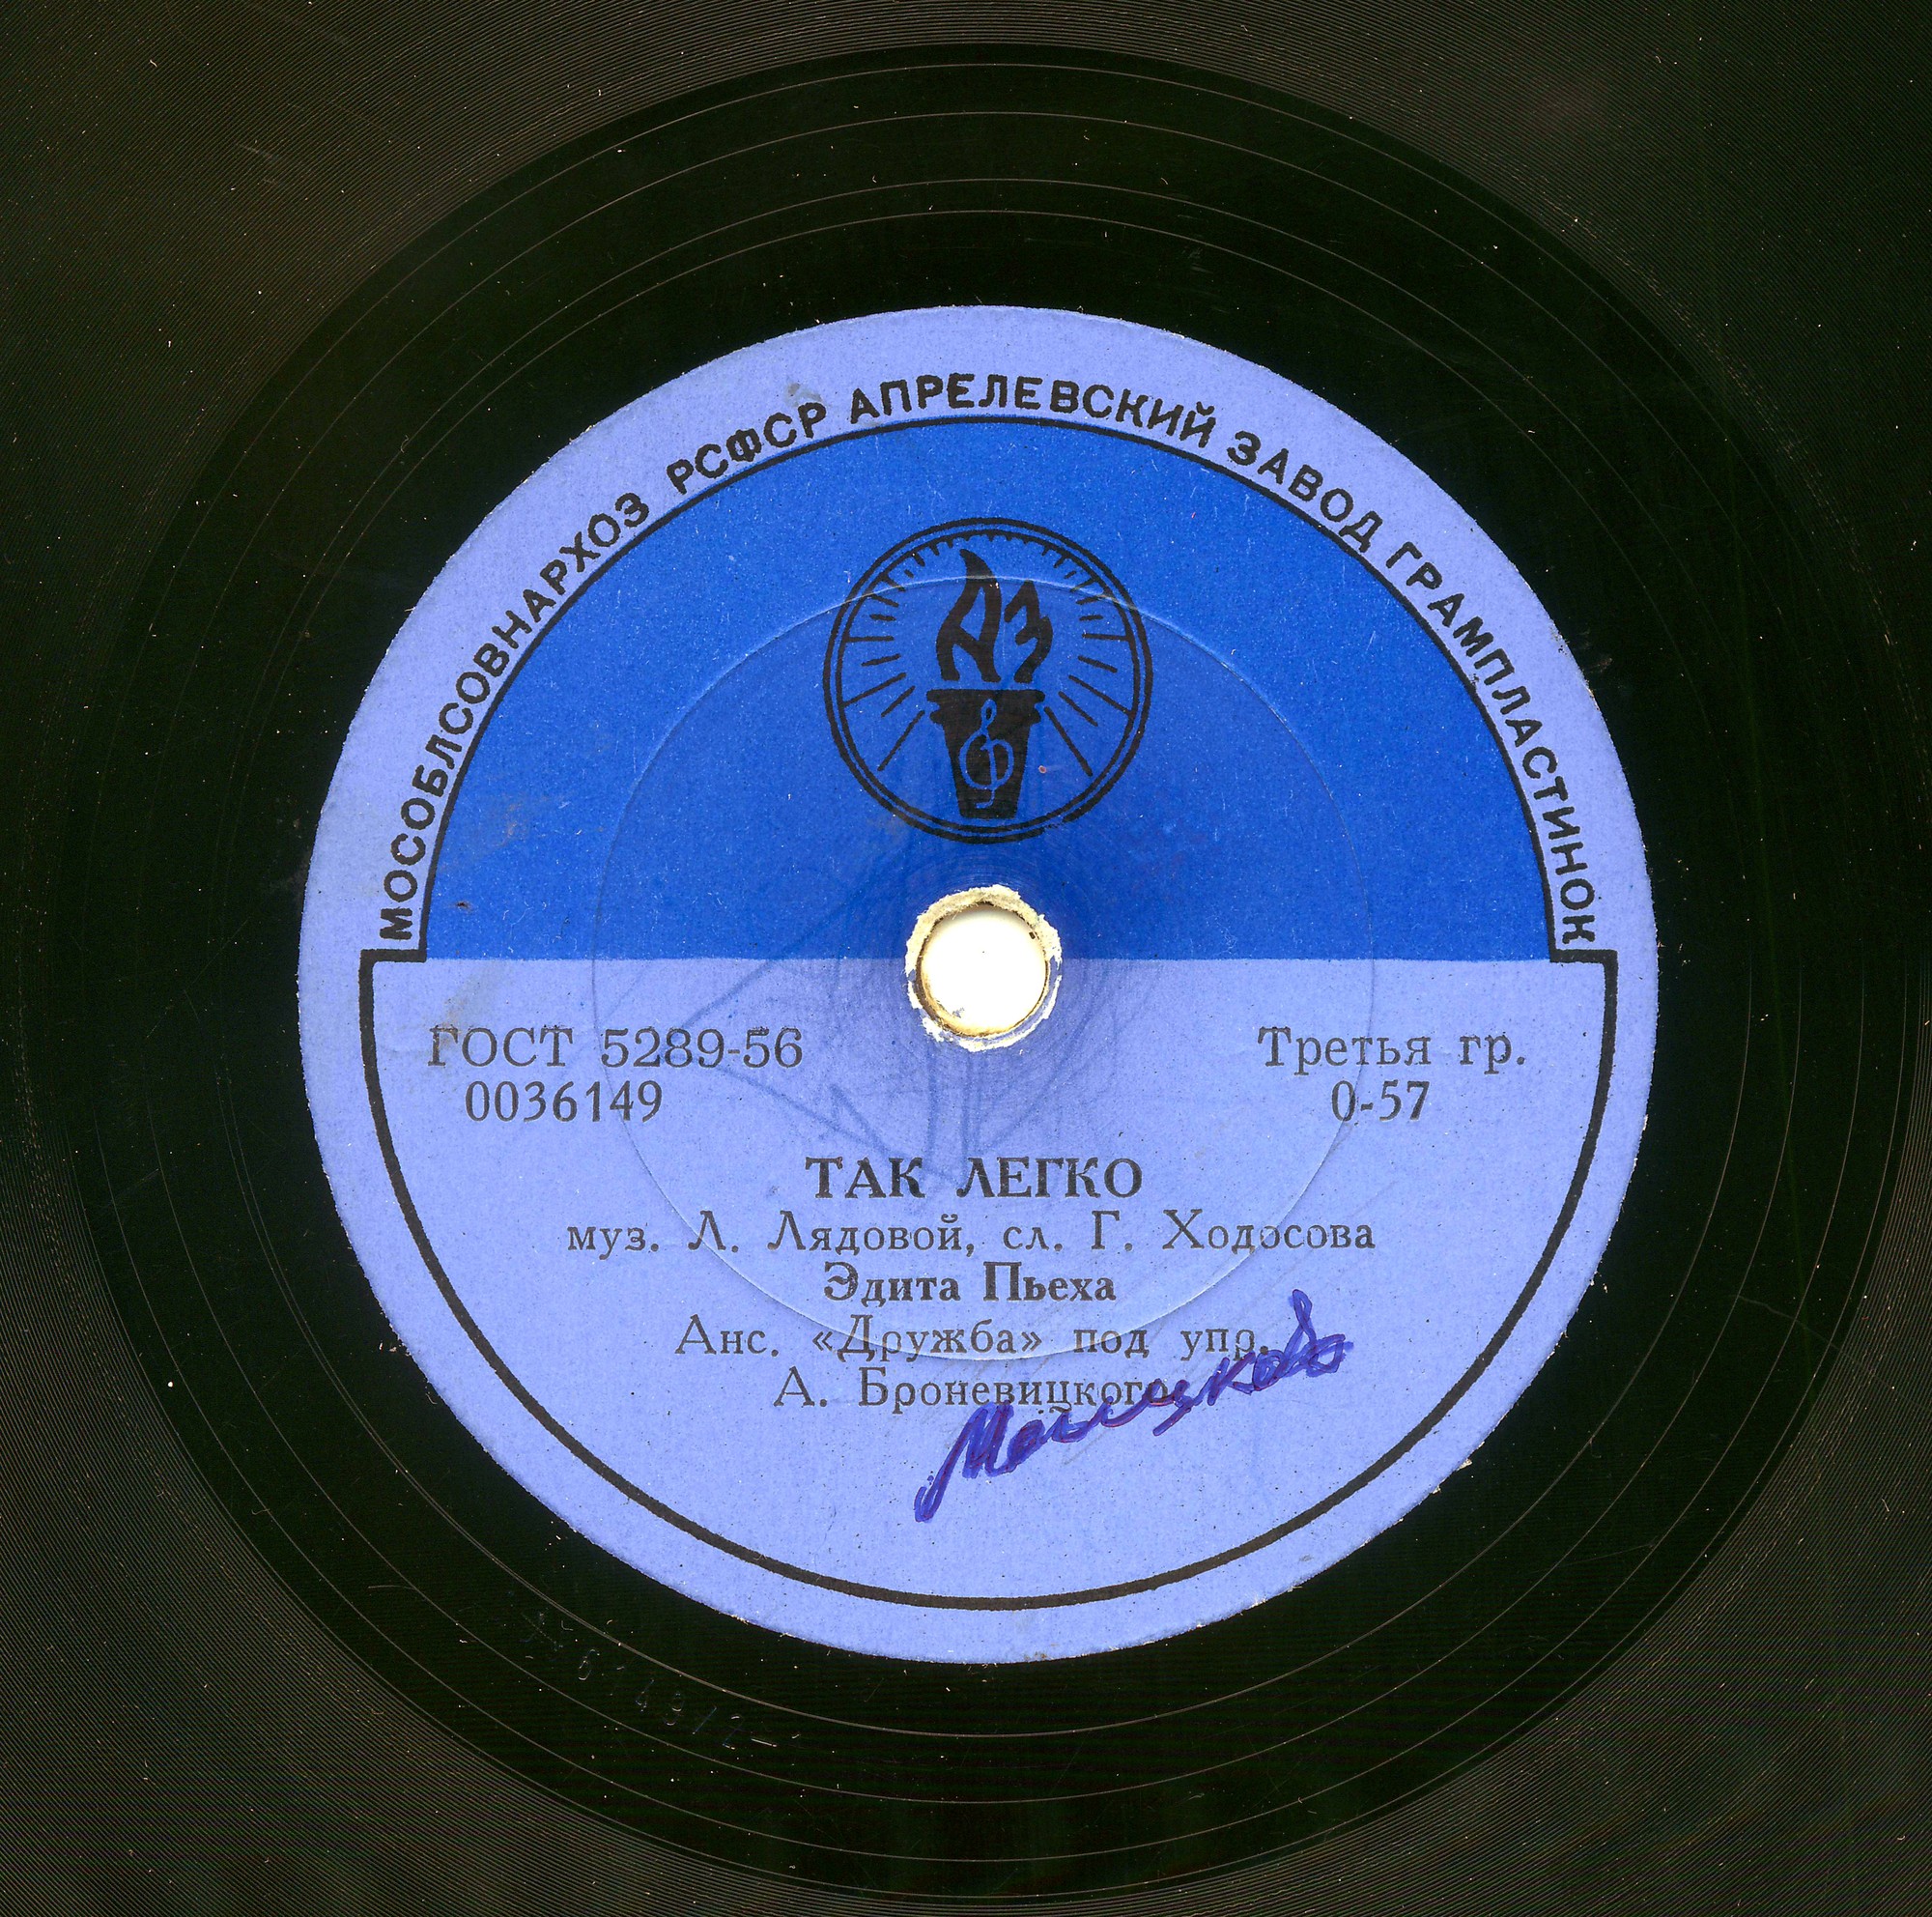 МОСОБЛСОВНАРХОЗ РСФСР АПРЕЛЕВСКИЙ ЗАВОД ГРАМПЛАСТИНОК
АЗ
ГОСТ 5289-56
0036149
Третья гр.
0-57
ТАК ЛЕГКО
муз. Л. Лядовой, сл. Г. Ходосова
Эдита Пьеха
Анс. «Дружба» под упр.
А. Броневицкого